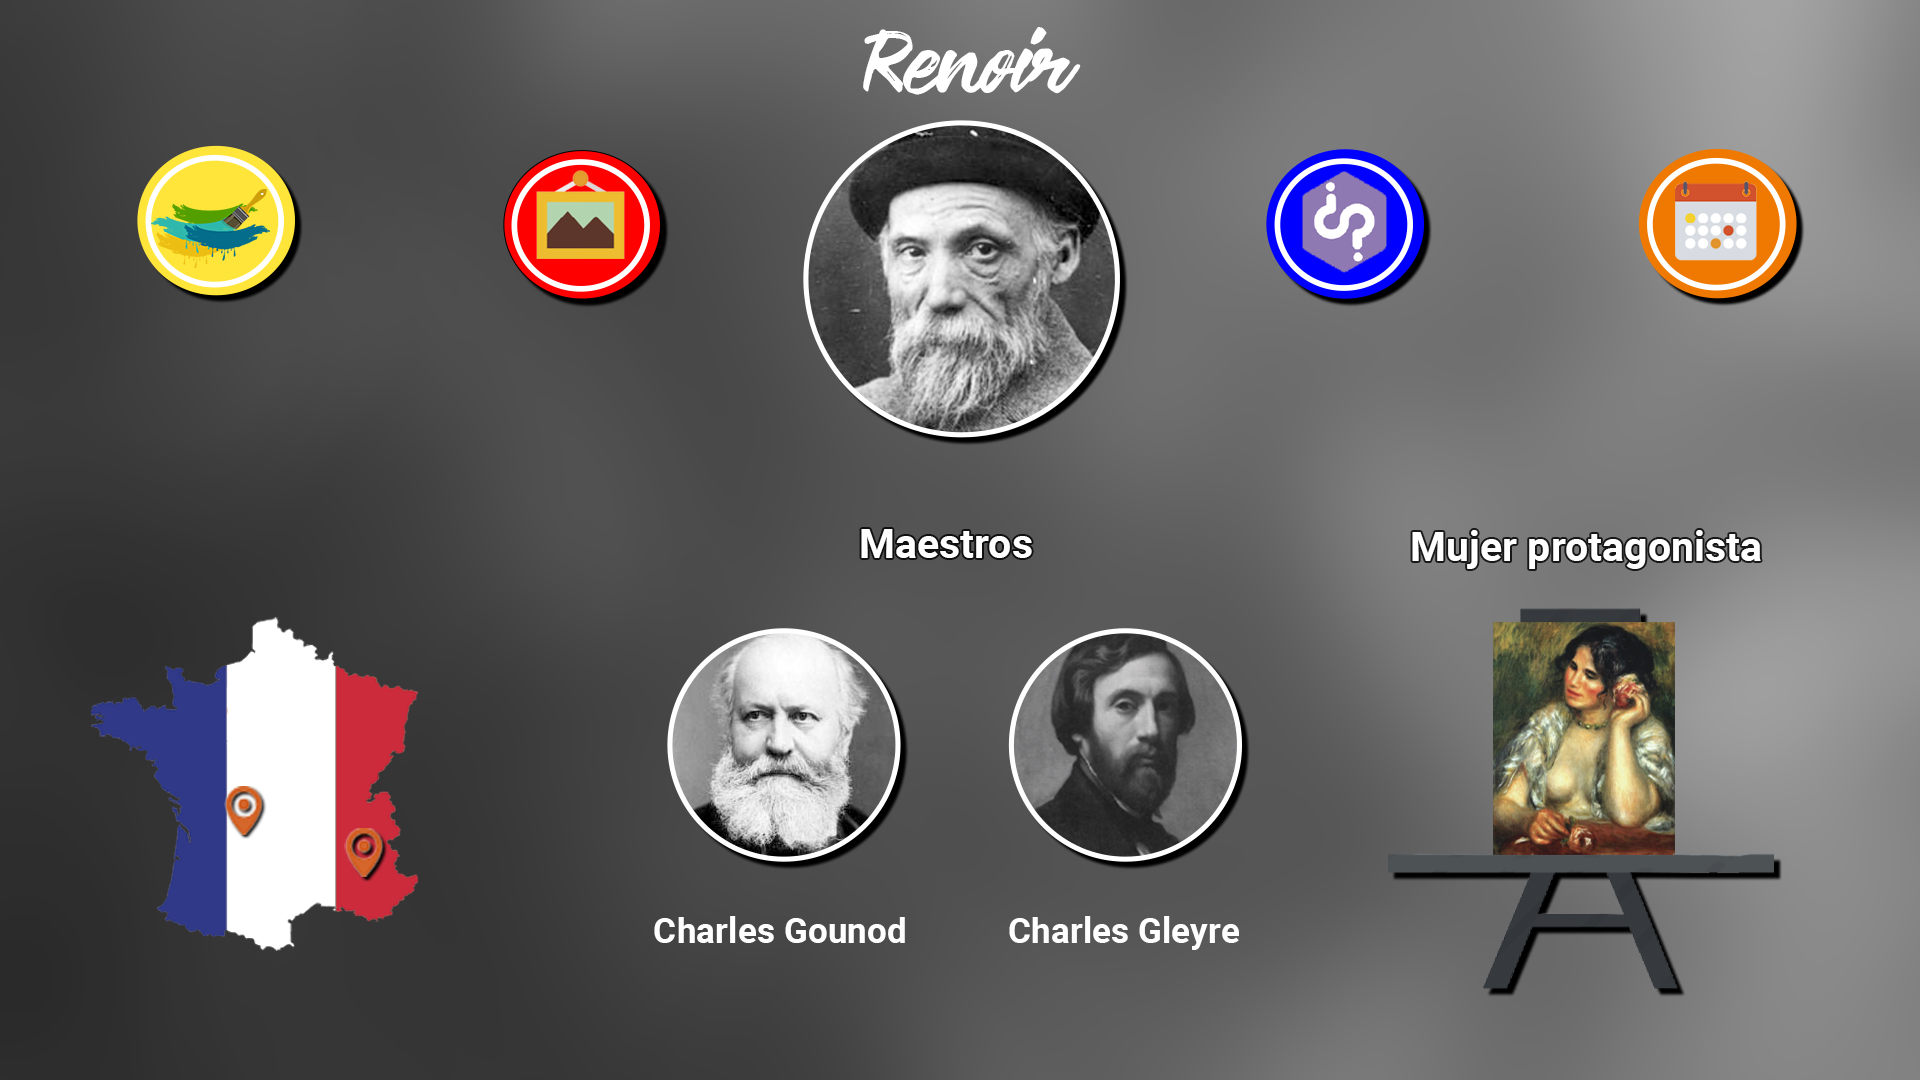 Renoir
Maestros
Mujer protagonista
Charles Gounod
Charles Gleyre